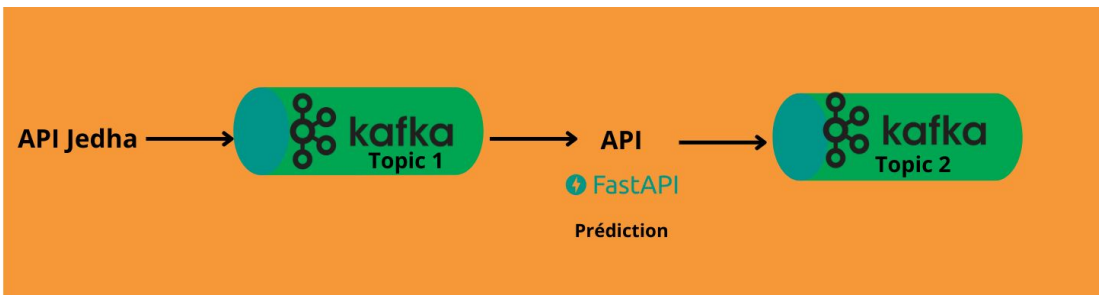 API Jedha
kafka
Topic 1
API
FastAPI
Prédiction
kafka
Topic 2